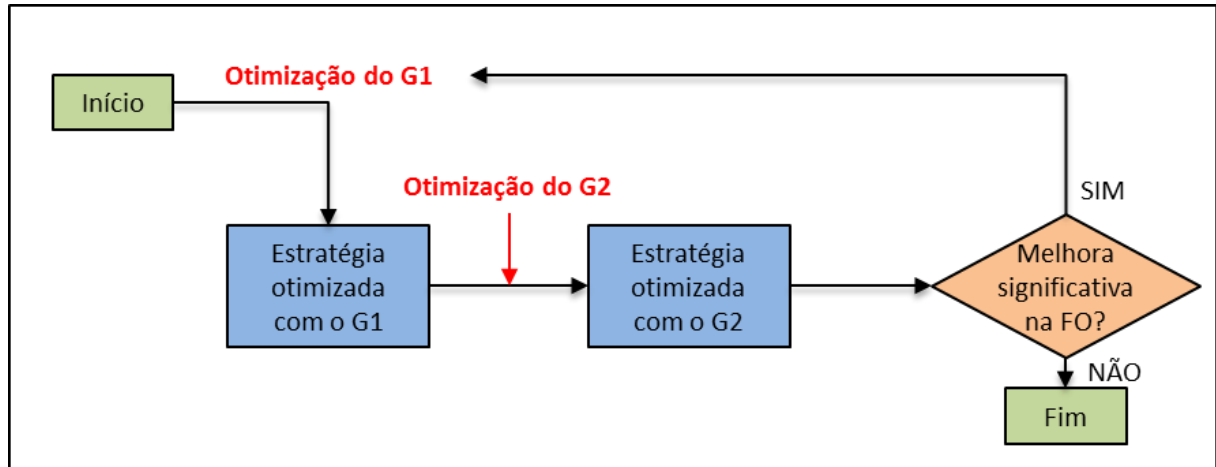 Otimização do G1
Início
Otimização do G2
SIM
Estratégia
otimizada
com o G1
Estratégia
otimizada
com o G2
Melhora
significativa
na FO?
NÃO
Fim